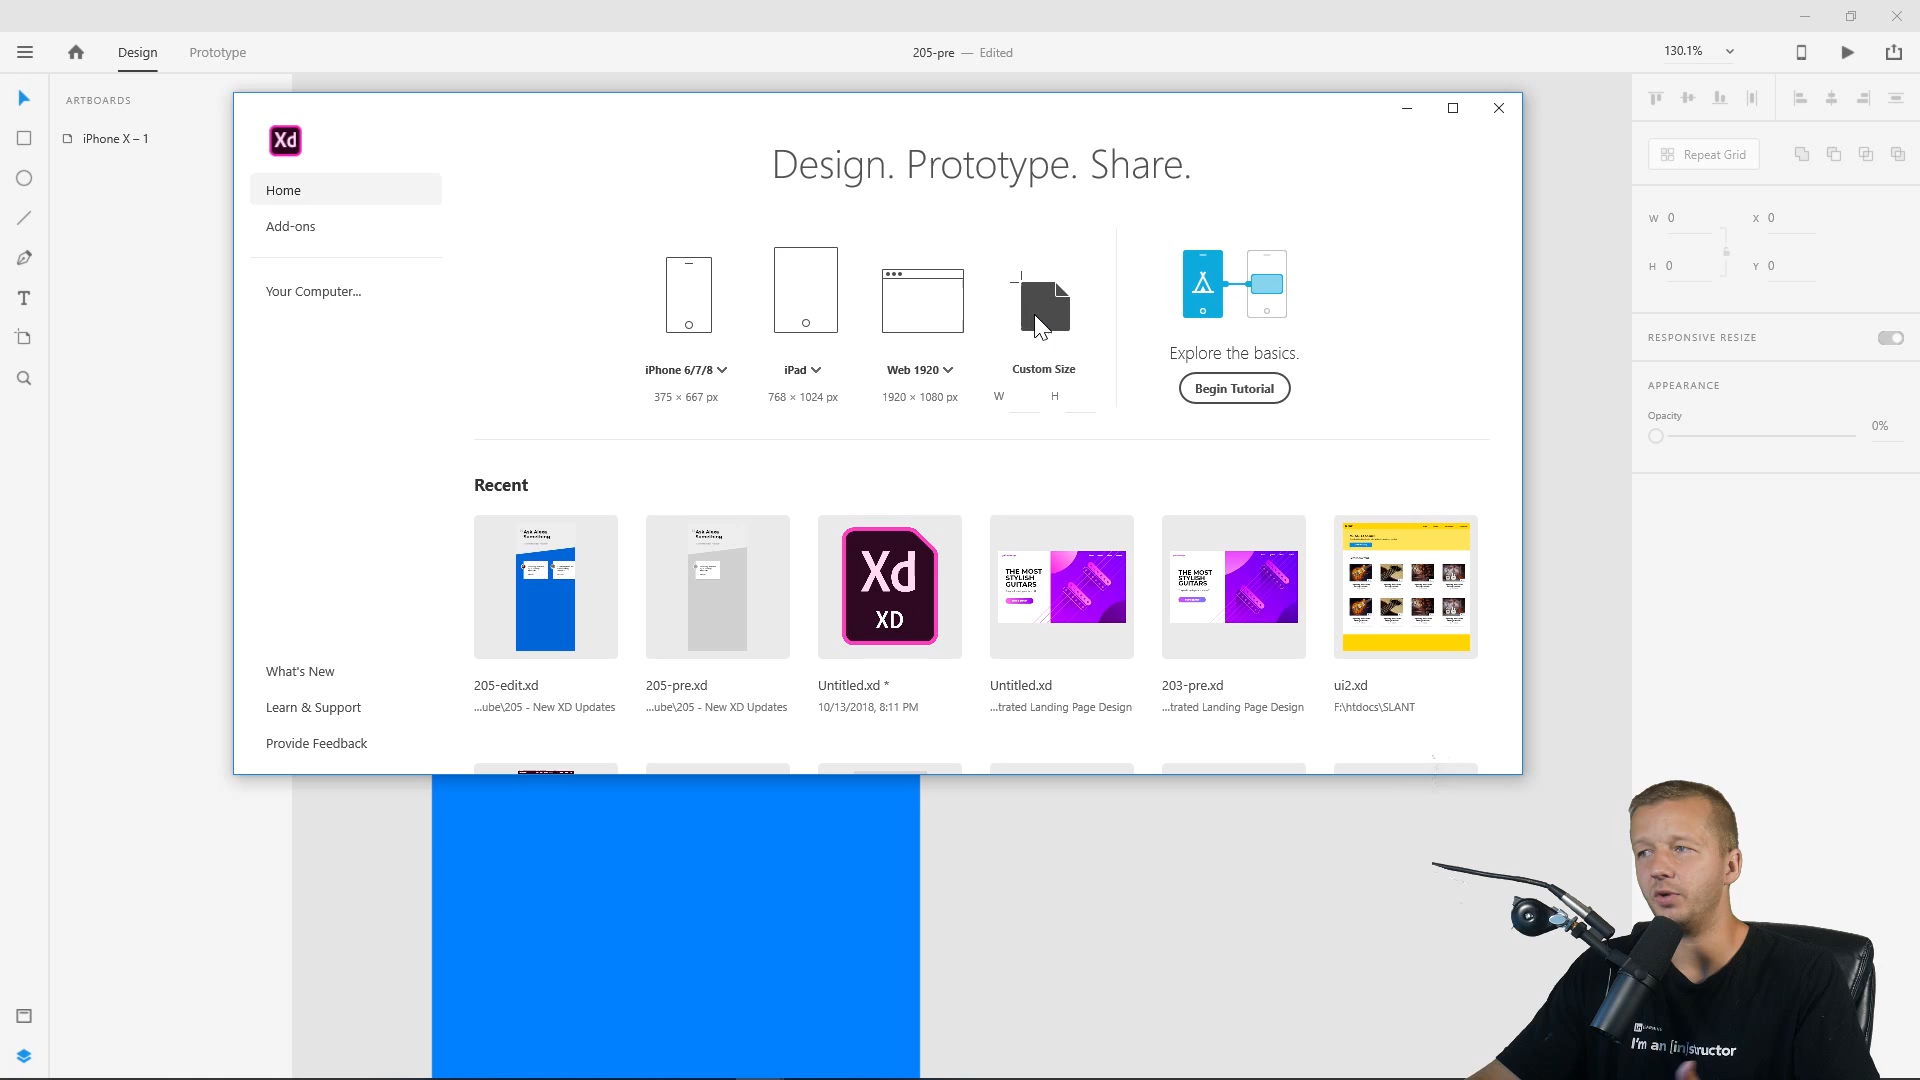 Design
Prototype
205-pre — Edited
130.1%
ARTBOARDS
iPhone X – 1
Xd
Home
Add-ons
Your Computer...
What's New
Learn & Support
Provide Feedback
Design. Prototype. Share.
iPhone 6/7/8
375 × 667 px
iPad
768 × 1024 px
Web 1920
1920 × 1080 px
Custom Size
W
H
Explore the basics.
Begin Tutorial
Recent
Ask Alexa
Something
Ask Alexa
Something
Xd
XD
THE MOST
STYLISH
GUITARS
THE MOST
STYLISH
GUITARS
205-edit.xd
...ube\205 - New XD Updates
205-pre.xd
...ube\205 - New XD Updates
Untitled.xd *
10/13/2018, 8:11 PM
Untitled.xd
...trated Landing Page Design
203-pre.xd
...trated Landing Page Design
ui2.xd
F:\htdocs\SLANT
Repeat Grid
W 0
X 0
H 0
Y 0
RESPONSIVE RESIZE
APPEARANCE
Opacity
0%
I'm an [in]structor